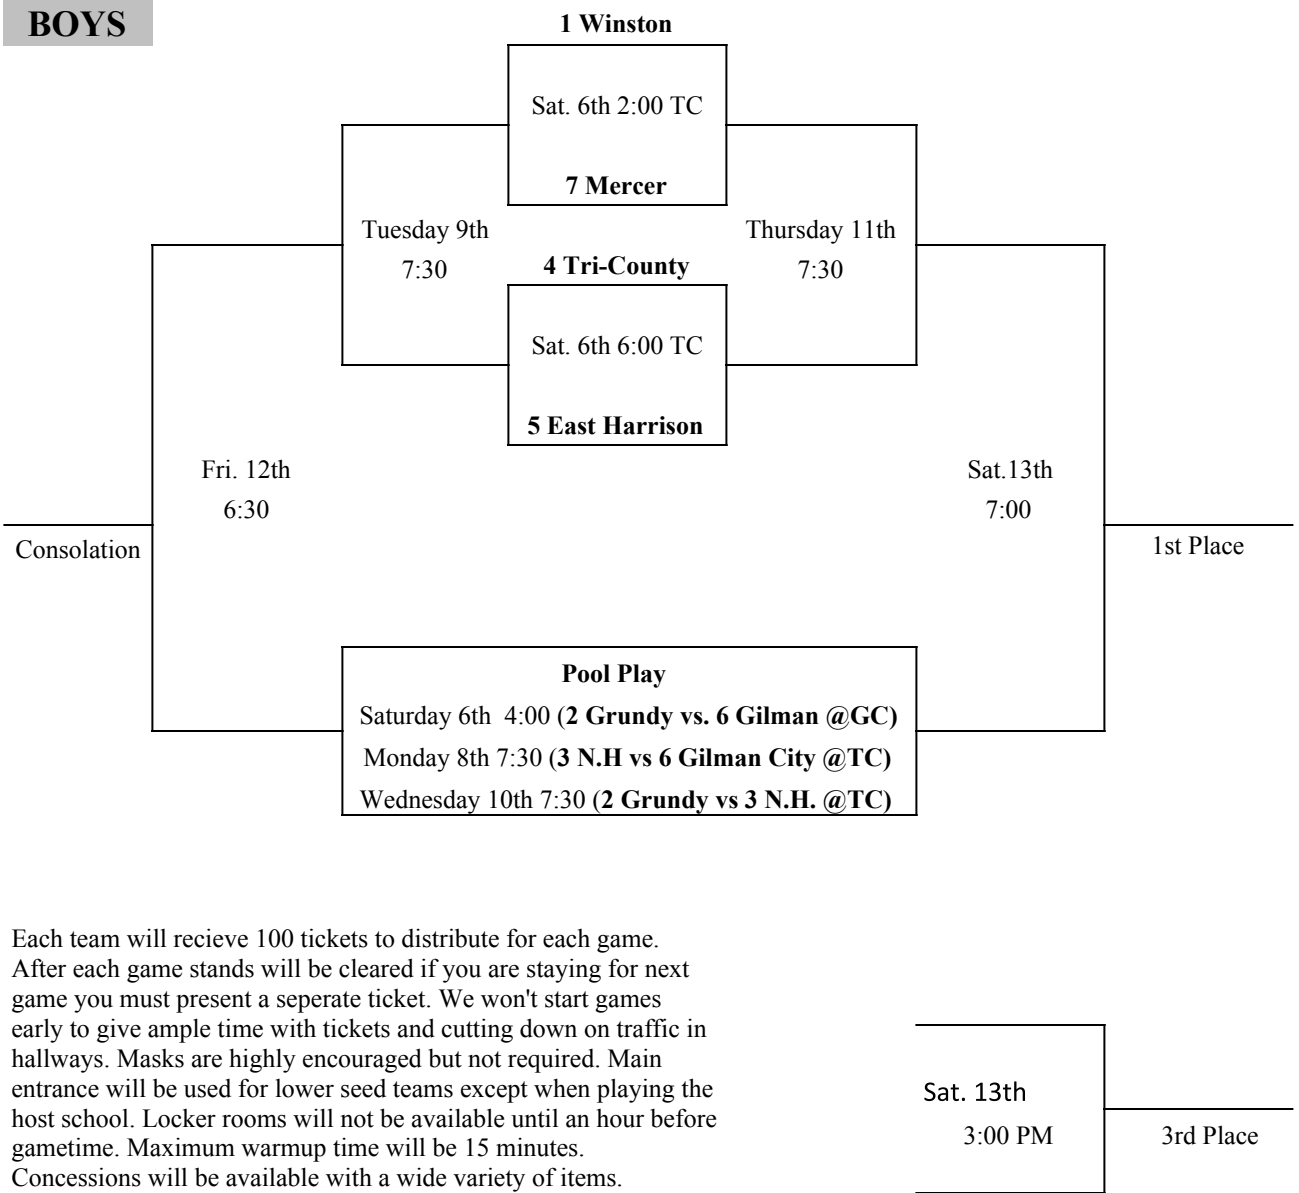 BOYS
1 Winston
Sat. 6th 2:00 TC
7 Mercer
Tuesday 9th
7:30
Thursday 11th
7:30
4 Tri-County
Sat. 6th 6:00 TC
5 East Harrison
Fri. 12th
6:30
Sat.13th
7:00
Consolation
1st Place
Pool Play
Saturday 6th  4:00 (2 Grundy vs. 6 Gilman @GC)
Monday 8th 7:30 (3 N.H vs 6 Gilman City @TC)
Wednesday 10th 7:30 (2 Grundy vs 3 N.H. @TC)
Each team will recieve 100 tickets to distribute for each game.
After each game stands will be cleared if you are staying for next
game you must present a seperate ticket. We won't start games
early to give ample time with tickets and cutting down on traffic in
hallways. Masks are highly encouraged but not required. Main
entrance will be used for lower seed teams except when playing the
host school. Locker rooms will not be available until an hour before
gametime. Maximum warmup time will be 15 minutes.
Concessions will be available with a wide variety of items.
Sat. 13th
3:00 PM
3rd Place